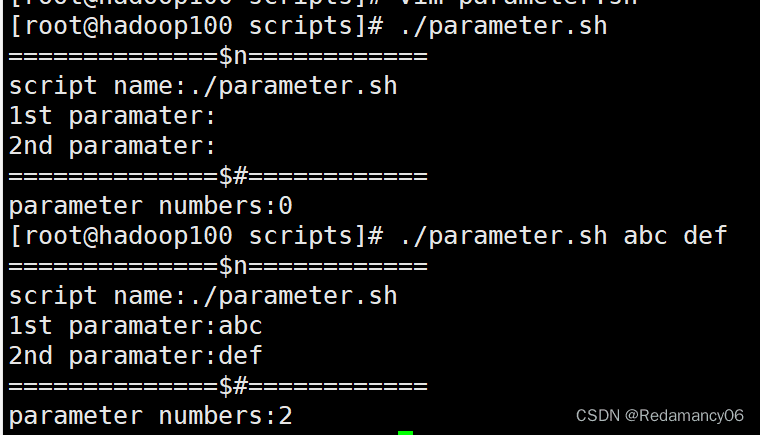 [root@hadoop100 scripts]# vim parameter.sh
[root@hadoop100 scripts]# ./parameter.sh
==============$n============
script name:./parameter.sh
1st paramater:
2nd paramater:
==============$#============
parameter numbers:0
[root@hadoop100 scripts]# ./parameter.sh abc def
==============$n============
script name:./parameter.sh
1st paramater:abc
2nd paramater:def
==============$#============
parameter numbers:2
CSDN @Redamancy06